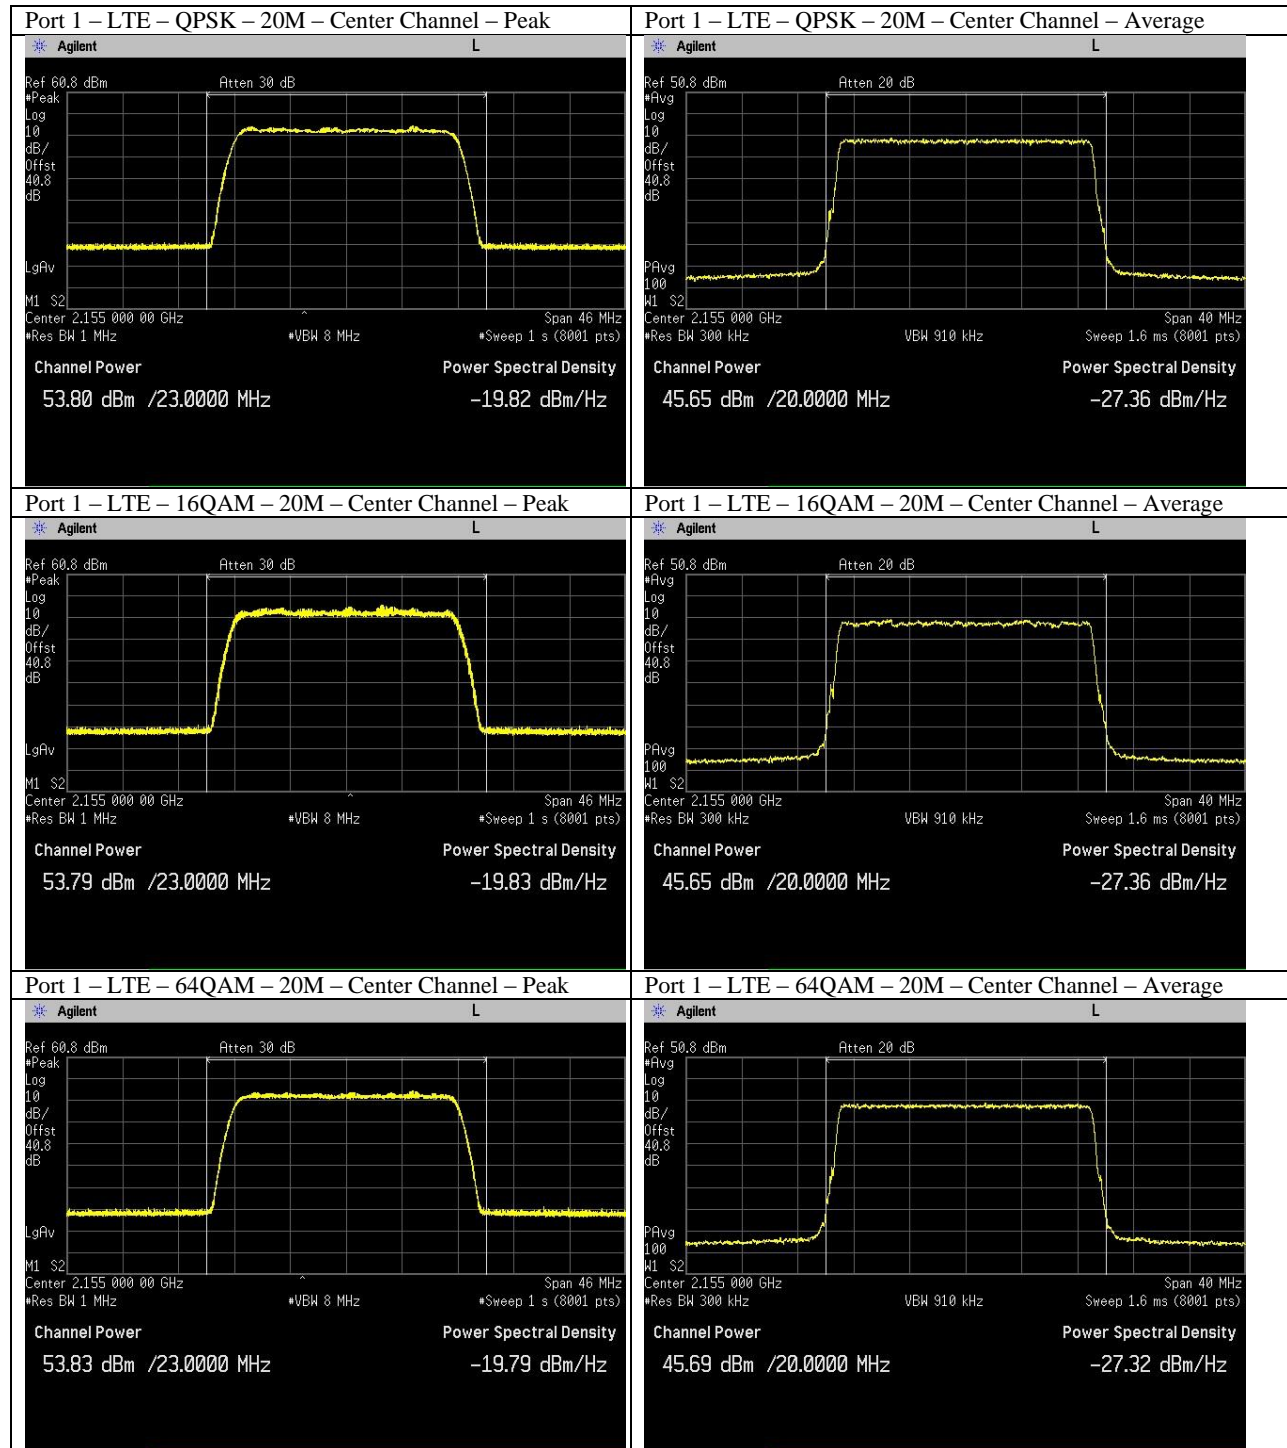 Port 1 – LTE – QPSK – 20M – Center Channel – Peak
Agilent L
Ref 60.8 dBm Atten 30 dB
#Peak
Log
10
dB/
Offst
40.8
dB
LgAv
M1 S2
Center 2.155 000 00 GHz Span 46 MHz
#Res BW 1 MHz #VBW 8 MHz #Sweep 1 s (8001 pts)
Channel Power Power Spectral Density
53.80 dBm /23.0000 MHz -19.82 dBm/Hz
Port 1 – LTE – QPSK – 20M – Center Channel – Average
Agilent L
Ref 50.8 dBm Atten 20 dB
#Avg
Log
10
dB/
Offst
40.8
dB
PAvg
100
W1 S2
Center 2.155 000 GHz Span 40 MHz
#Res BW 300 kHz VBW 910 kHz Sweep 1.6 ms (8001 pts)
Channel Power Power Spectral Density
45.65 dBm /20.0000 MHz -27.36 dBm/Hz
Port 1 – LTE – 16QAM – 20M – Center Channel – Peak
Agilent L
Ref 60.8 dBm Atten 30 dB
#Peak
Log
10
dB/
Offst
40.8
dB
LgAv
M1 S2
Center 2.155 000 00 GHz Span 46 MHz
#Res BW 1 MHz #VBW 8 MHz #Sweep 1 s (8001 pts)
Channel Power Power Spectral Density
53.79 dBm /23.0000 MHz -19.83 dBm/Hz
Port 1 – LTE – 16QAM – 20M – Center Channel – Average
Agilent L
Ref 50.8 dBm Atten 20 dB
#Avg
Log
10
dB/
Offst
40.8
dB
PAvg
100
W1 S2
Center 2.155 000 GHz Span 40 MHz
#Res BW 300 kHz VBW 910 kHz Sweep 1.6 ms (8001 pts)
Channel Power Power Spectral Density
45.65 dBm /20.0000 MHz -27.36 dBm/Hz
Port 1 – LTE – 64QAM – 20M – Center Channel – Peak
Agilent L
Ref 60.8 dBm Atten 30 dB
#Peak
Log
10
dB/
Offst
40.8
dB
LgAv
M1 S2
Center 2.155 000 00 GHz Span 46 MHz
#Res BW 1 MHz #VBW 8 MHz #Sweep 1 s (8001 pts)
Channel Power Power Spectral Density
53.83 dBm /23.0000 MHz -19.79 dBm/Hz
Port 1 – LTE – 64QAM – 20M – Center Channel – Average
Agilent L
Ref 50.8 dBm Atten 20 dB
#Avg
Log
10
dB/
Offst
40.8
dB
PAvg
100
W1 S2
Center 2.155 000 GHz Span 40 MHz
#Res BW 300 kHz VBW 910 kHz Sweep 1.6 ms (8001 pts)
Channel Power Power Spectral Density
45.69 dBm /20.0000 MHz -27.32 dBm/Hz